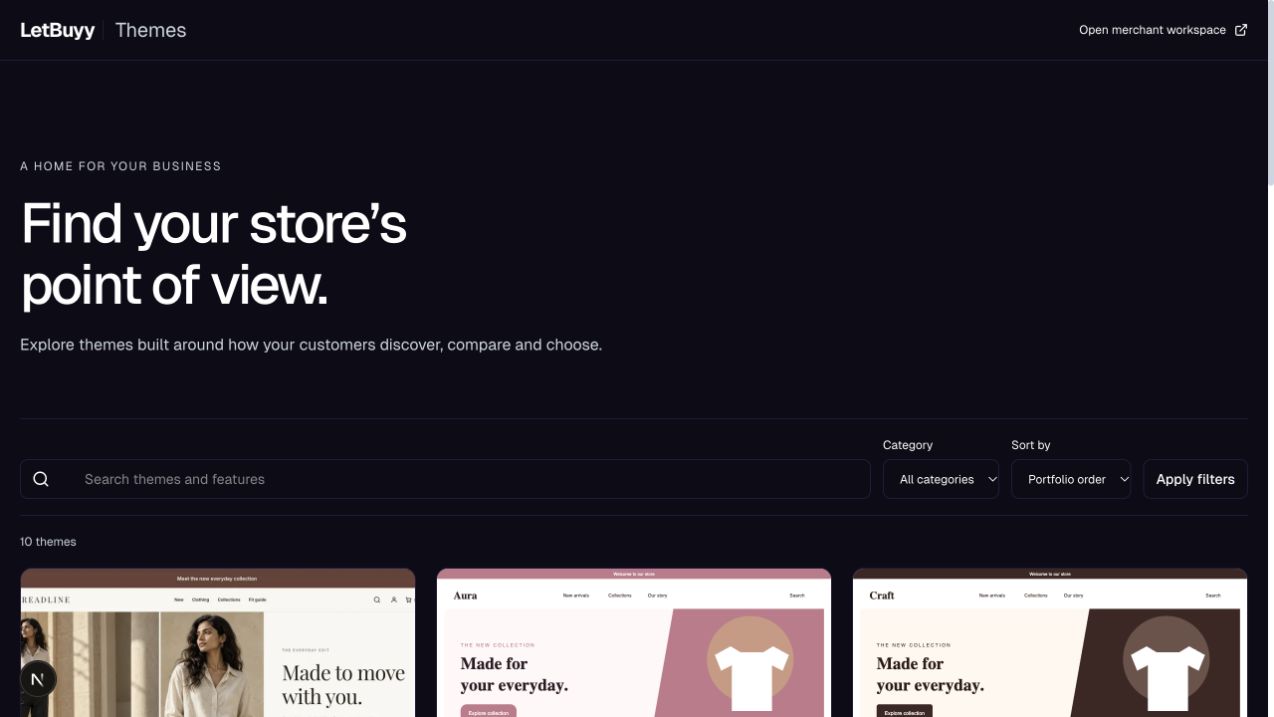 LetBuyy Themes
Open merchant workspace
A HOME FOR YOUR BUSINESS
Find your store’s
point of view.
Explore themes built around how your customers discover, compare and choose.
Category
Sort by
Search themes and features
All categories
Portfolio order
Apply filters
10 themes
Meet the new everyday collection
READLINE
New Clothing Collections Fit guide
THE EVERYDAY EDIT
Made to move
with you.
N
Welcome to our store
Aura
New arrivals Collections Our story
Search
THE NEW COLLECTION
Made for
your everyday.
Explore collection
Welcome to our store
Craft
New arrivals Collections Our story
Search
THE NEW COLLECTION
Made for
your everyday.
Explore collection